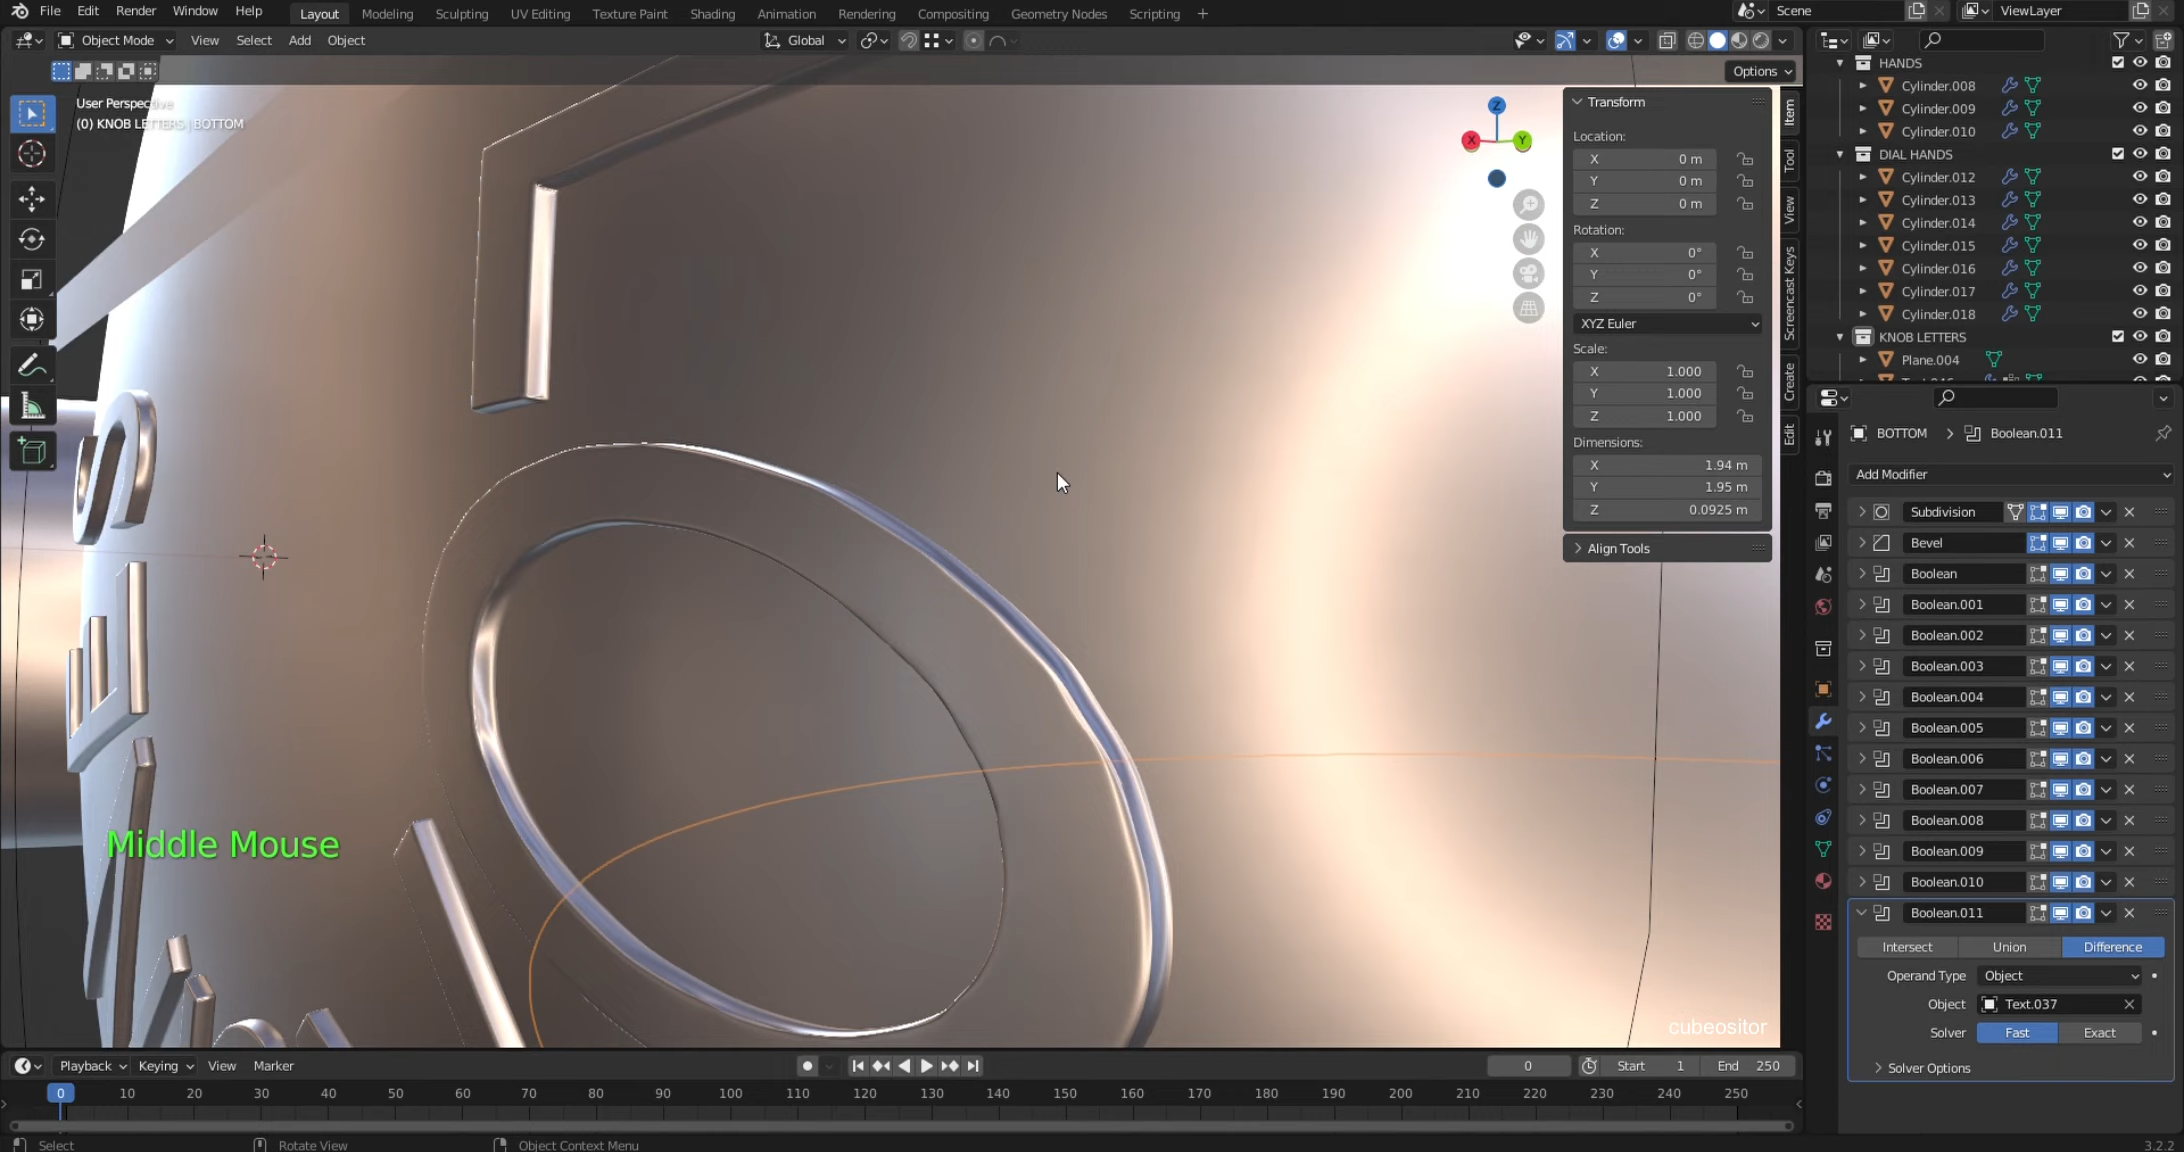 File Edit Render Window Help
Layout Modeling Sculpting UV Editing Texture Paint Shading Animation Rendering Compositing Geometry Nodes Scripting +
Scene
ViewLayer
Object Mode View Select Add Object
Global
Options
User Perspective
(0) KNOB LETTERS | BOTTOM
Z
X
Y
Transform
Location:
X 0 m
Y 0 m
Z 0 m
Rotation:
X 0°
Y 0°
Z 0°
XYZ Euler
Scale:
X 1.000
Y 1.000
Z 1.000
Dimensions:
X 1.94 m
Y 1.95 m
Z 0.0925 m
Align Tools
Item
Tool
View
Screencast Keys
Create
Edit
HANDS
Cylinder.008
Cylinder.009
Cylinder.010
DIAL HANDS
Cylinder.012
Cylinder.013
Cylinder.014
Cylinder.015
Cylinder.016
Cylinder.017
Cylinder.018
KNOB LETTERS
Plane.004
BOTTOM > Boolean.011
Add Modifier
Subdivision
Bevel
Boolean
Boolean.001
Boolean.002
Boolean.003
Boolean.004
Boolean.005
Boolean.006
Boolean.007
Boolean.008
Boolean.009
Boolean.010
Boolean.011
Intersect Union Difference
Operand Type Object
Object Text.037
Solver Fast Exact
Solver Options
Middle Mouse
cubeositor
Playback Keying View Marker
0
Start 1 End 250
0 10 20 30 40 50 60 70 80 90 100 110 120 130 140 150 160 170 180 190 200 210 220 230 240 250
Select Rotate View Object Context Menu
3.2.2